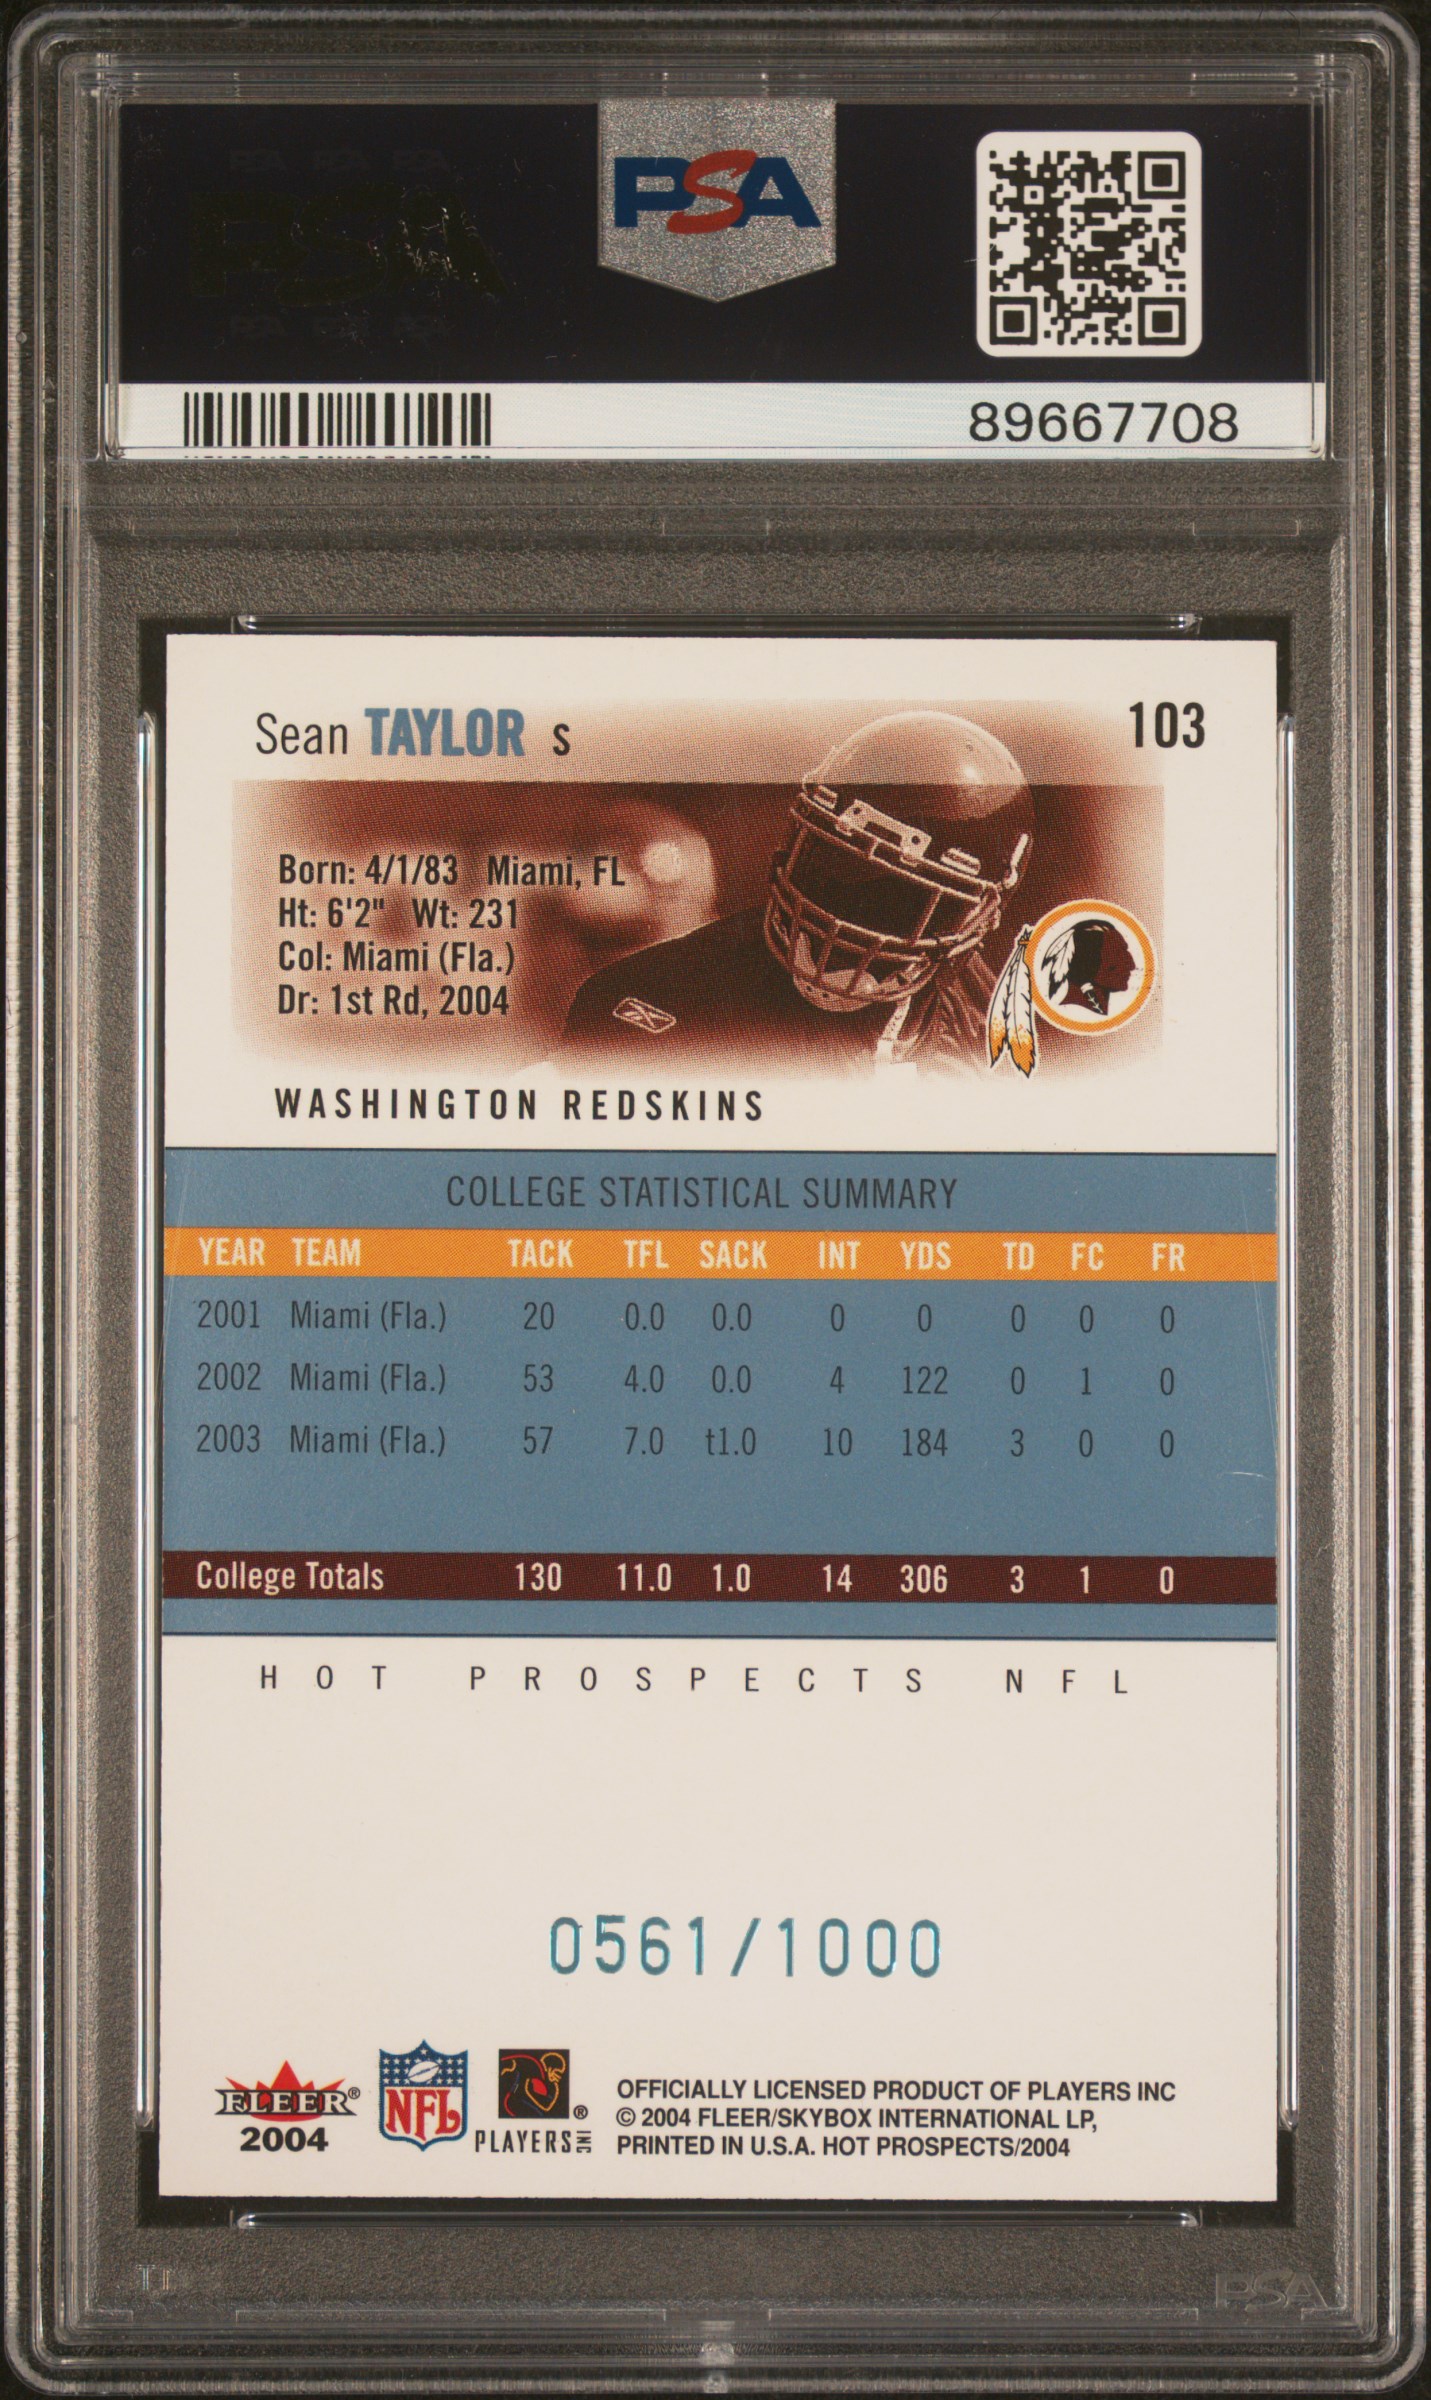 PSA
89667708
Sean TAYLOR S
103
Born: 4/1/83 Miami, FL
Ht: 6'2" Wt: 231
Col: Miami (Fla.)
Dr: 1st Rd, 2004
WASHINGTON REDSKINS
COLLEGE STATISTICAL SUMMARY
YEAR TEAM TACK TFL SACK INT YDS TD FC FR
2001 Miami (Fla.) 20 0.0 0.0 0 0 0 0 0
2002 Miami (Fla.) 53 4.0 0.0 4 122 0 1 0
2003 Miami (Fla.) 57 7.0 t1.0 10 184 3 0 0
College Totals 130 11.0 1.0 14 306 3 1 0
HOT PROSPECTS NFL
0561/1000
FLEER®
2004
NFL
®
PLAYERS INC
OFFICIALLY LICENSED PRODUCT OF PLAYERS INC
© 2004 FLEER/SKYBOX INTERNATIONAL LP,
PRINTED IN U.S.A. HOT PROSPECTS/2004
PSA